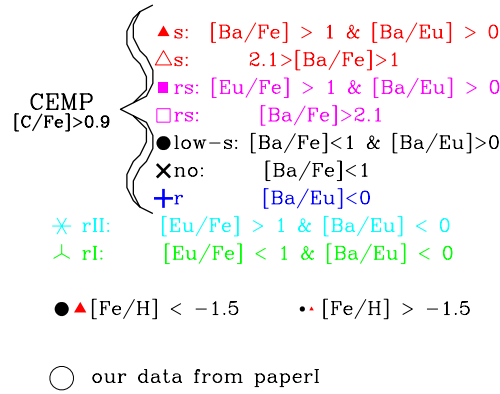 s: [Ba/Fe] > 1 & [Ba/Eu] > 0
s: 2.1>[Ba/Fe]>1
rs: [Eu/Fe] > 1 & [Ba/Eu] > 0
CEMP
[C/Fe]>0.9
rs: [Ba/Fe]>2.1
low-s: [Ba/Fe]<1 & [Ba/Eu]>0
no: [Ba/Fe]<1
r [Ba/Eu]<0
rII: [Eu/Fe] > 1 & [Ba/Eu] < 0
rI: [Eu/Fe] < 1 & [Ba/Eu] < 0
[Fe/H] < -1.5 [Fe/H] > -1.5
our data from paperI